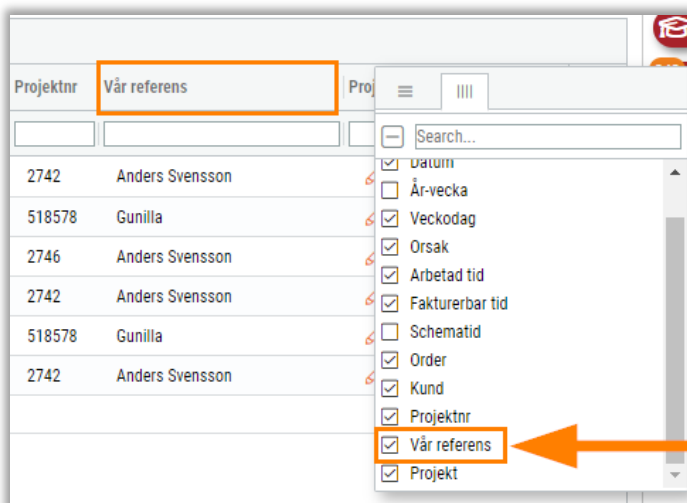 Projektnr Vår referens Proj
Search...
Datum
År-vecka
Veckodag
Orsak
Arbetad tid
Fakturerbar tid
Schematid
Order
Kund
Projektnr
Vår referens
Projekt
2742 Anders Svensson
518578 Gunilla
2746 Anders Svensson
2742 Anders Svensson
518578 Gunilla
2742 Anders Svensson